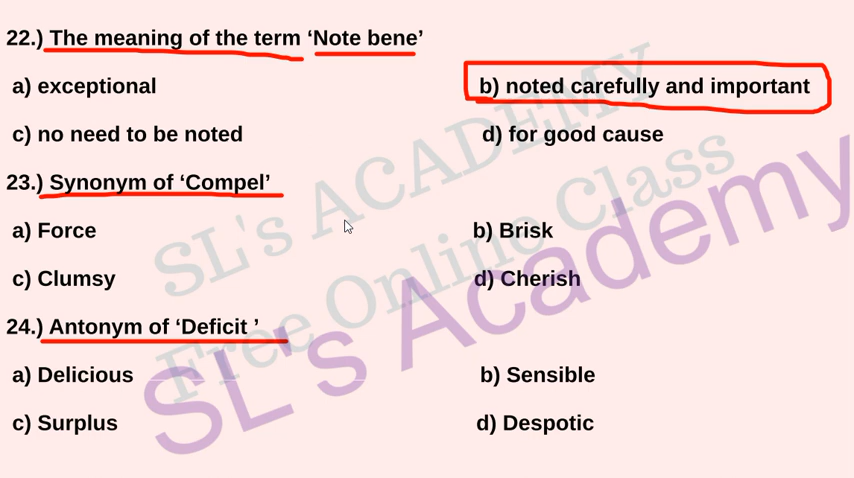 22.) The meaning of the term ‘Note bene’
a) exceptional b) noted carefully and important
c) no need to be noted d) for good cause
23.) Synonym of ‘Compel’
a) Force b) Brisk
c) Clumsy d) Cherish
24.) Antonym of ‘Deficit ’
a) Delicious b) Sensible
c) Surplus d) Despotic
SL's ACADEMY
Free Online Class
SL's Academy